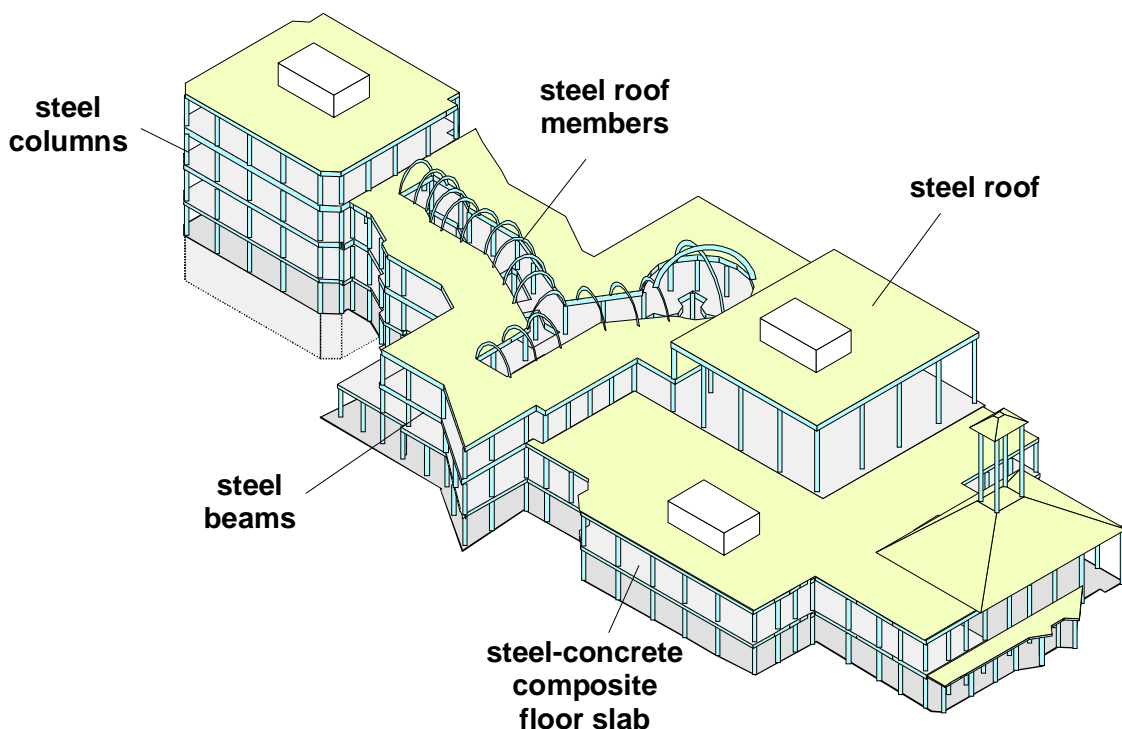 steel
columns
steel roof
members
steel roof
steel
beams
steel-concrete
composite
floor slab